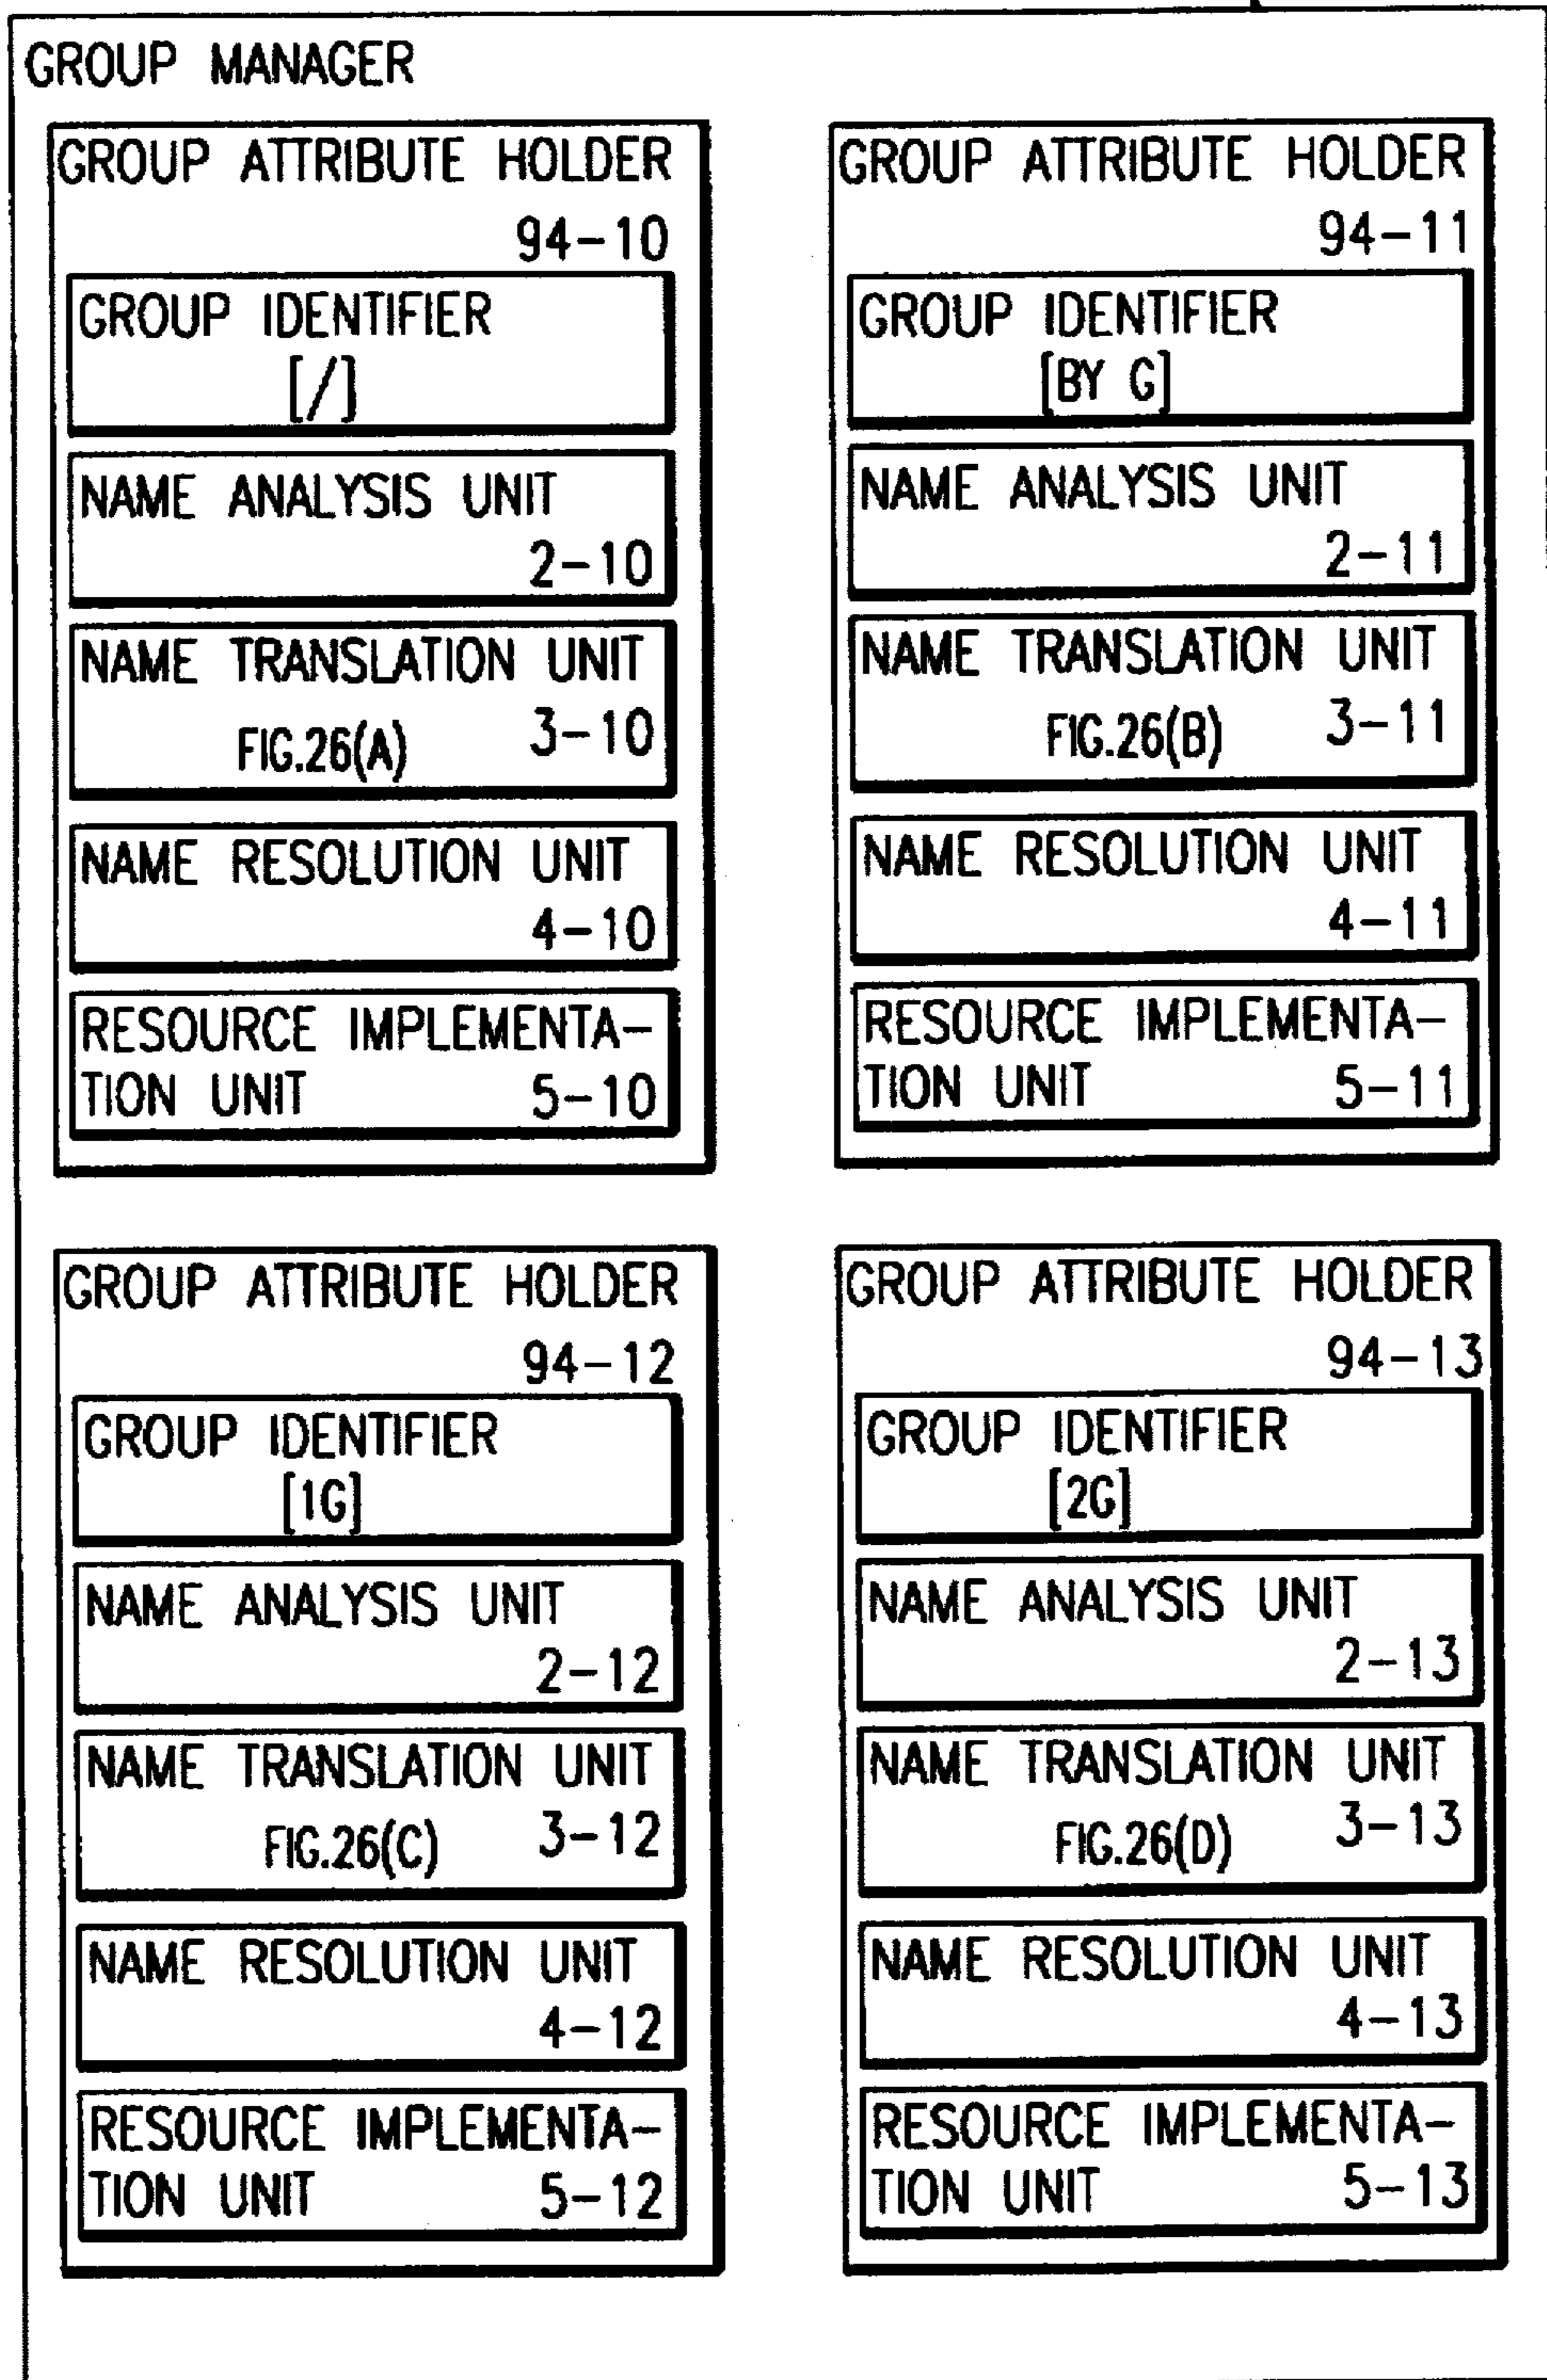 GROUP MANAGER
GROUP ATTRIBUTE HOLDER
94-10
GROUP IDENTIFIER
[/]
NAME ANALYSIS UNIT
2-10
NAME TRANSLATION UNIT
FIG.26(A) 3-10
NAME RESOLUTION UNIT
4-10
RESOURCE IMPLEMENTA-
TION UNIT 5-10
GROUP ATTRIBUTE HOLDER
94-11
GROUP IDENTIFIER
[BY G]
NAME ANALYSIS UNIT
2-11
NAME TRANSLATION UNIT
FIG.26(B) 3-11
NAME RESOLUTION UNIT
4-11
RESOURCE IMPLEMENTA-
TION UNIT 5-11
GROUP ATTRIBUTE HOLDER
94-12
GROUP IDENTIFIER
[1G]
NAME ANALYSIS UNIT
2-12
NAME TRANSLATION UNIT
FIG.26(C) 3-12
NAME RESOLUTION UNIT
4-12
RESOURCE IMPLEMENTA-
TION UNIT 5-12
GROUP ATTRIBUTE HOLDER
94-13
GROUP IDENTIFIER
[2G]
NAME ANALYSIS UNIT
2-13
NAME TRANSLATION UNIT
FIG.26(D) 3-13
NAME RESOLUTION UNIT
4-13
RESOURCE IMPLEMENTA-
TION UNIT 5-13